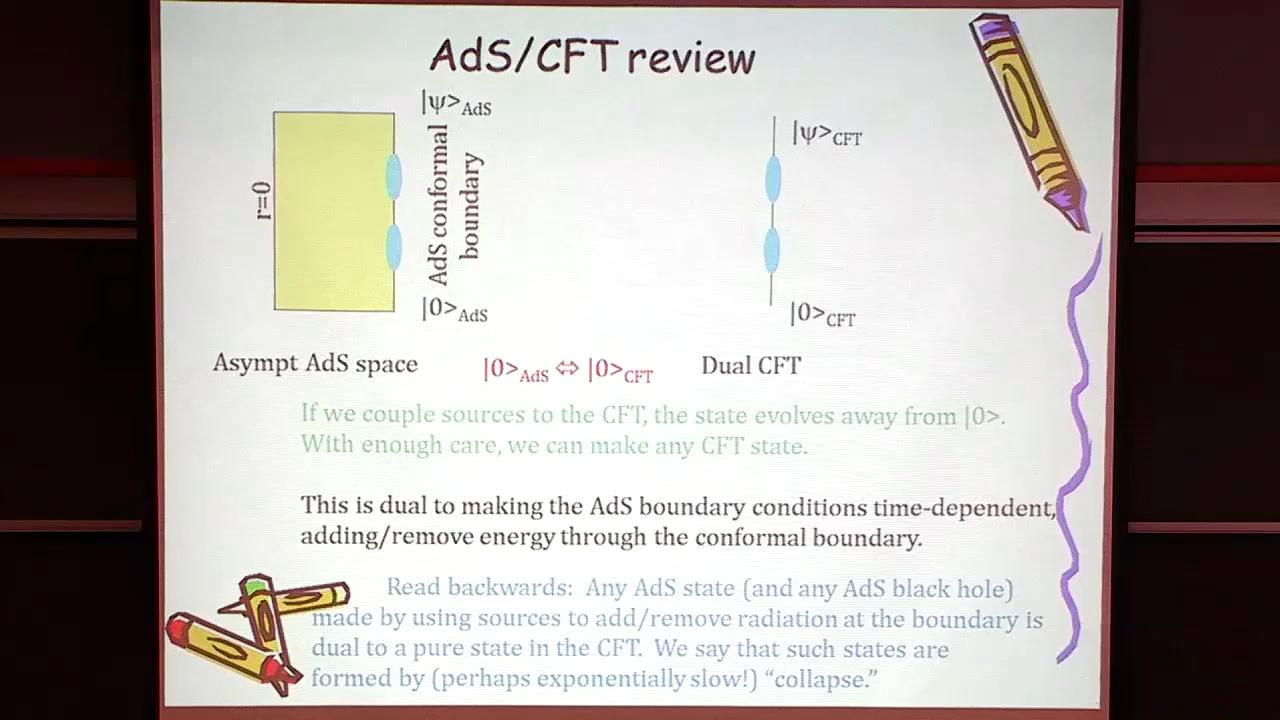 AdS/CFT review
|ψ>AdS
|ψ>CFT
r=0
AdS conformal
boundary
|0>AdS
|0>CFT
Asympt AdS space
|0>AdS ⇔ |0>CFT
Dual CFT
If we couple sources to the CFT, the state evolves away from |0>.
With enough care, we can make any CFT state.
This is dual to making the AdS boundary conditions time-dependent,
adding/remove energy through the conformal boundary.
Read backwards: Any AdS state (and any AdS black hole)
made by using sources to add/remove radiation at the boundary is
dual to a pure state in the CFT. We say that such states are
formed by (perhaps exponentially slow!) “collapse.”